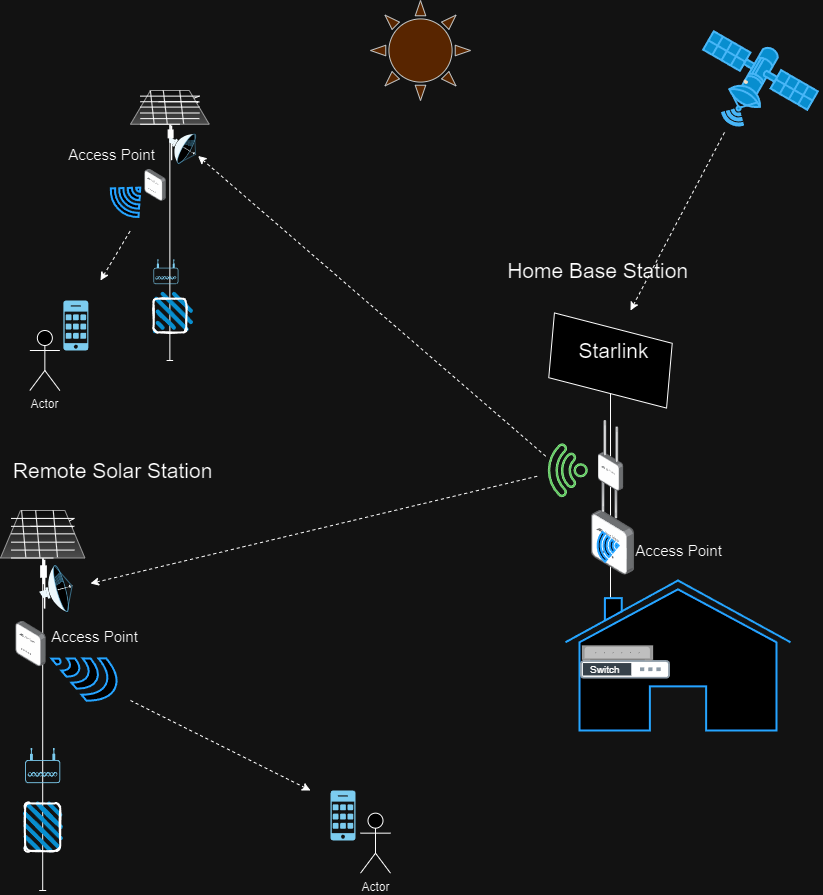 Access Point
Home Base Station
Starlink
Actor
Remote Solar Station
Access Point
Access Point
Switch
Actor